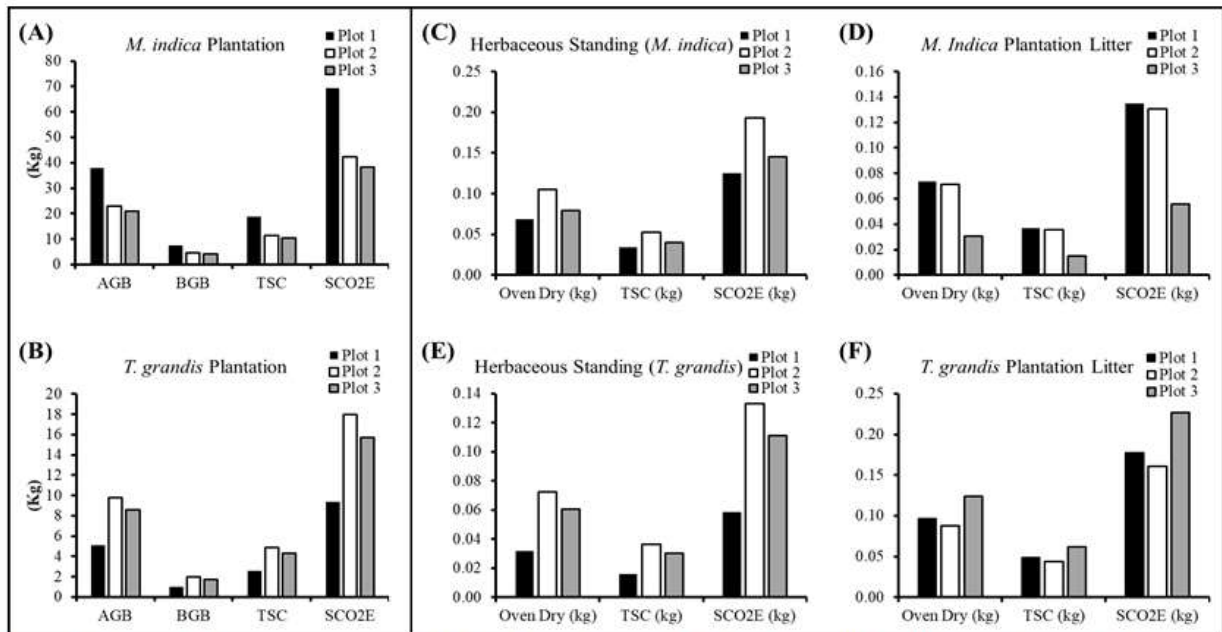 (A)
M. indica Plantation
Plot 1
Plot 2
Plot 3
80
70
60
50
40
30
20
10
0
(Kg)
AGB BGB TSC SCO2E
(C)
Herbaceous Standing (M. indica)
Plot 1
Plot 2
Plot 3
0.25
0.20
0.15
0.10
0.05
0.00
Oven Dry (kg) TSC (kg) SCO2E (kg)
(D)
M. Indica Plantation Litter
Plot 1
Plot 2
Plot 3
0.16
0.14
0.12
0.10
0.08
0.06
0.04
0.02
0.00
Oven Dry (kg) TSC (kg) SCO2E (kg)
(B)
T. grandis Plantation
Plot 1
Plot 2
Plot 3
20
18
16
14
12
10
8
6
4
2
0
(Kg)
AGB BGB TSC SCO2E
(E)
Herbaceous Standing (T. grandis)
Plot 1
Plot 2
Plot 3
0.14
0.12
0.10
0.08
0.06
0.04
0.02
0.00
Oven Dry (kg) TSC (kg) SCO2E (kg)
(F)
T. grandis Plantation Litter
Plot 1
Plot 2
Plot 3
0.25
0.20
0.15
0.10
0.05
0.00
Oven Dry (kg) TSC (kg) SCO2E (kg)